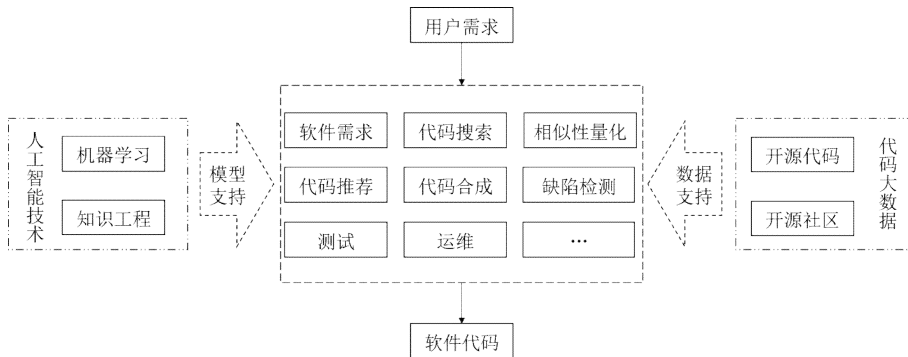 用户需求
人工智能技术
机器学习
知识工程
模型
支持
软件需求
代码搜索
相似性量化
代码推荐
代码合成
缺陷检测
测试
运维
…
数据
支持
开源代码
开源社区
代码大数据
软件代码